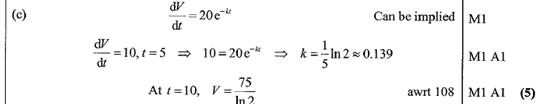 (c) dV/dt = 20e^{-kt} Can be implied M1
dV/dt = 10, t = 5 ⇒ 10 = 20e^{-kt} ⇒ k = 1/5 ln 2 ≈ 0.139 M1 A1
At t = 10, V = 75/ln 2 awrt 108 M1 A1 (5)